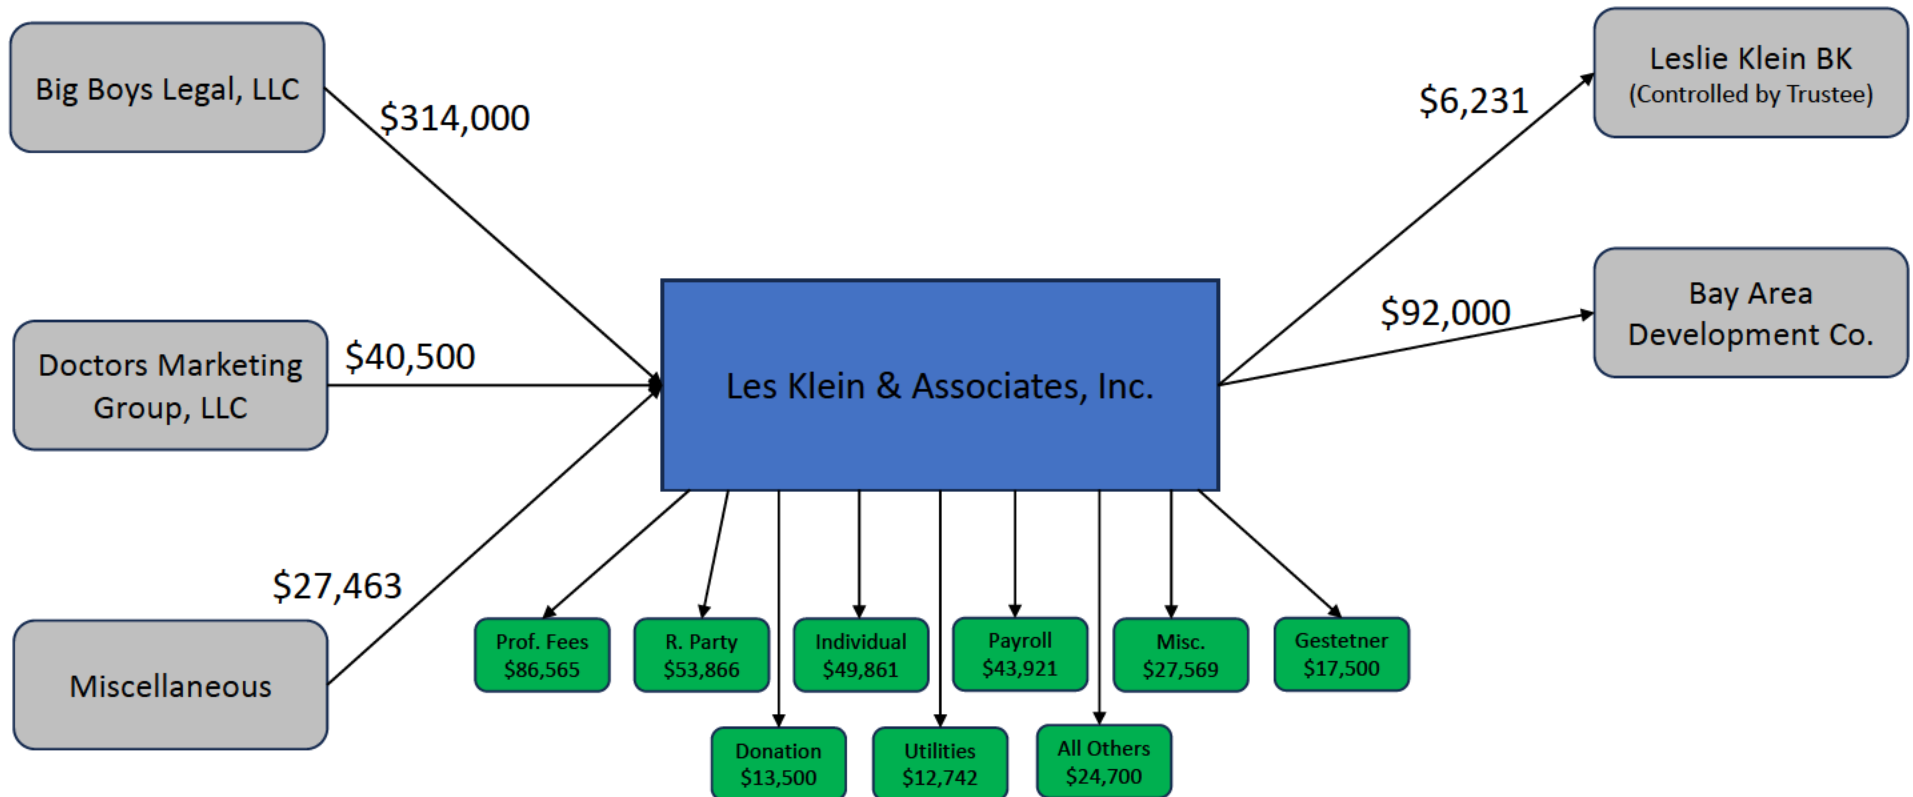 Big Boys Legal, LLC
$314,000
Doctors Marketing
Group, LLC
$40,500
Miscellaneous
$27,463
Les Klein & Associates, Inc.
$6,231
Leslie Klein BK
(Controlled by Trustee)
$92,000
Bay Area
Development Co.
Prof. Fees
$86,565
R. Party
$53,866
Individual
$49,861
Payroll
$43,921
Misc.
$27,569
Gestetner
$17,500
Donation
$13,500
Utilities
$12,742
All Others
$24,700